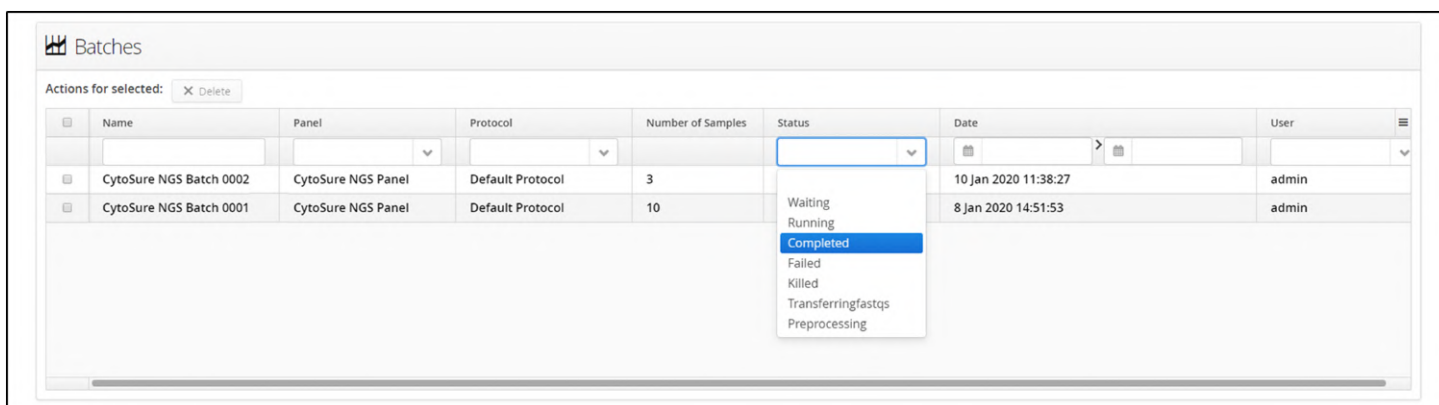 Batches
Actions for selected: Delete
Name Panel Protocol Number of Samples Status Date User
CytoSure NGS Batch 0002 CytoSure NGS Panel Default Protocol 3 10 Jan 2020 11:38:27 admin
CytoSure NGS Batch 0001 CytoSure NGS Panel Default Protocol 10 8 Jan 2020 14:51:53 admin
Waiting
Running
Completed
Failed
Killed
Transferringfastqs
Preprocessing